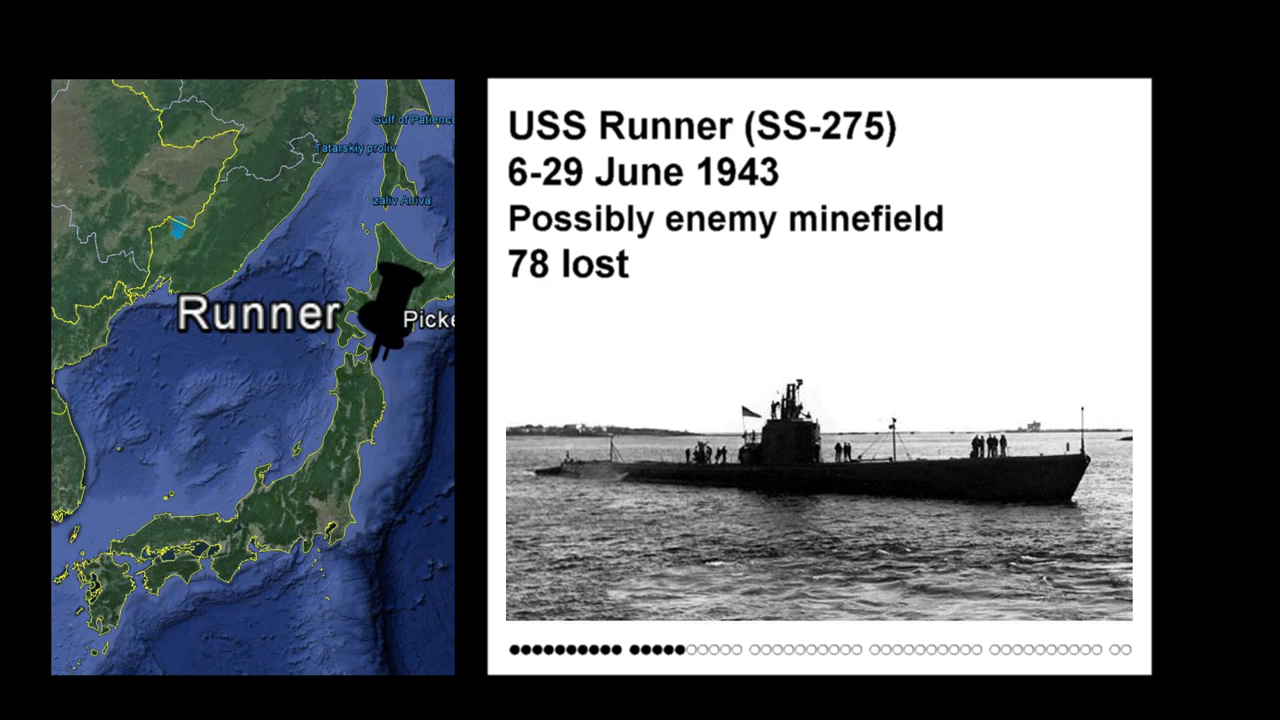 Gulf of Patience
Tatarskiy proliv
zaliv Aniva
Runner
Picke
USS Runner (SS-275)
6-29 June 1943
Possibly enemy minefield
78 lost